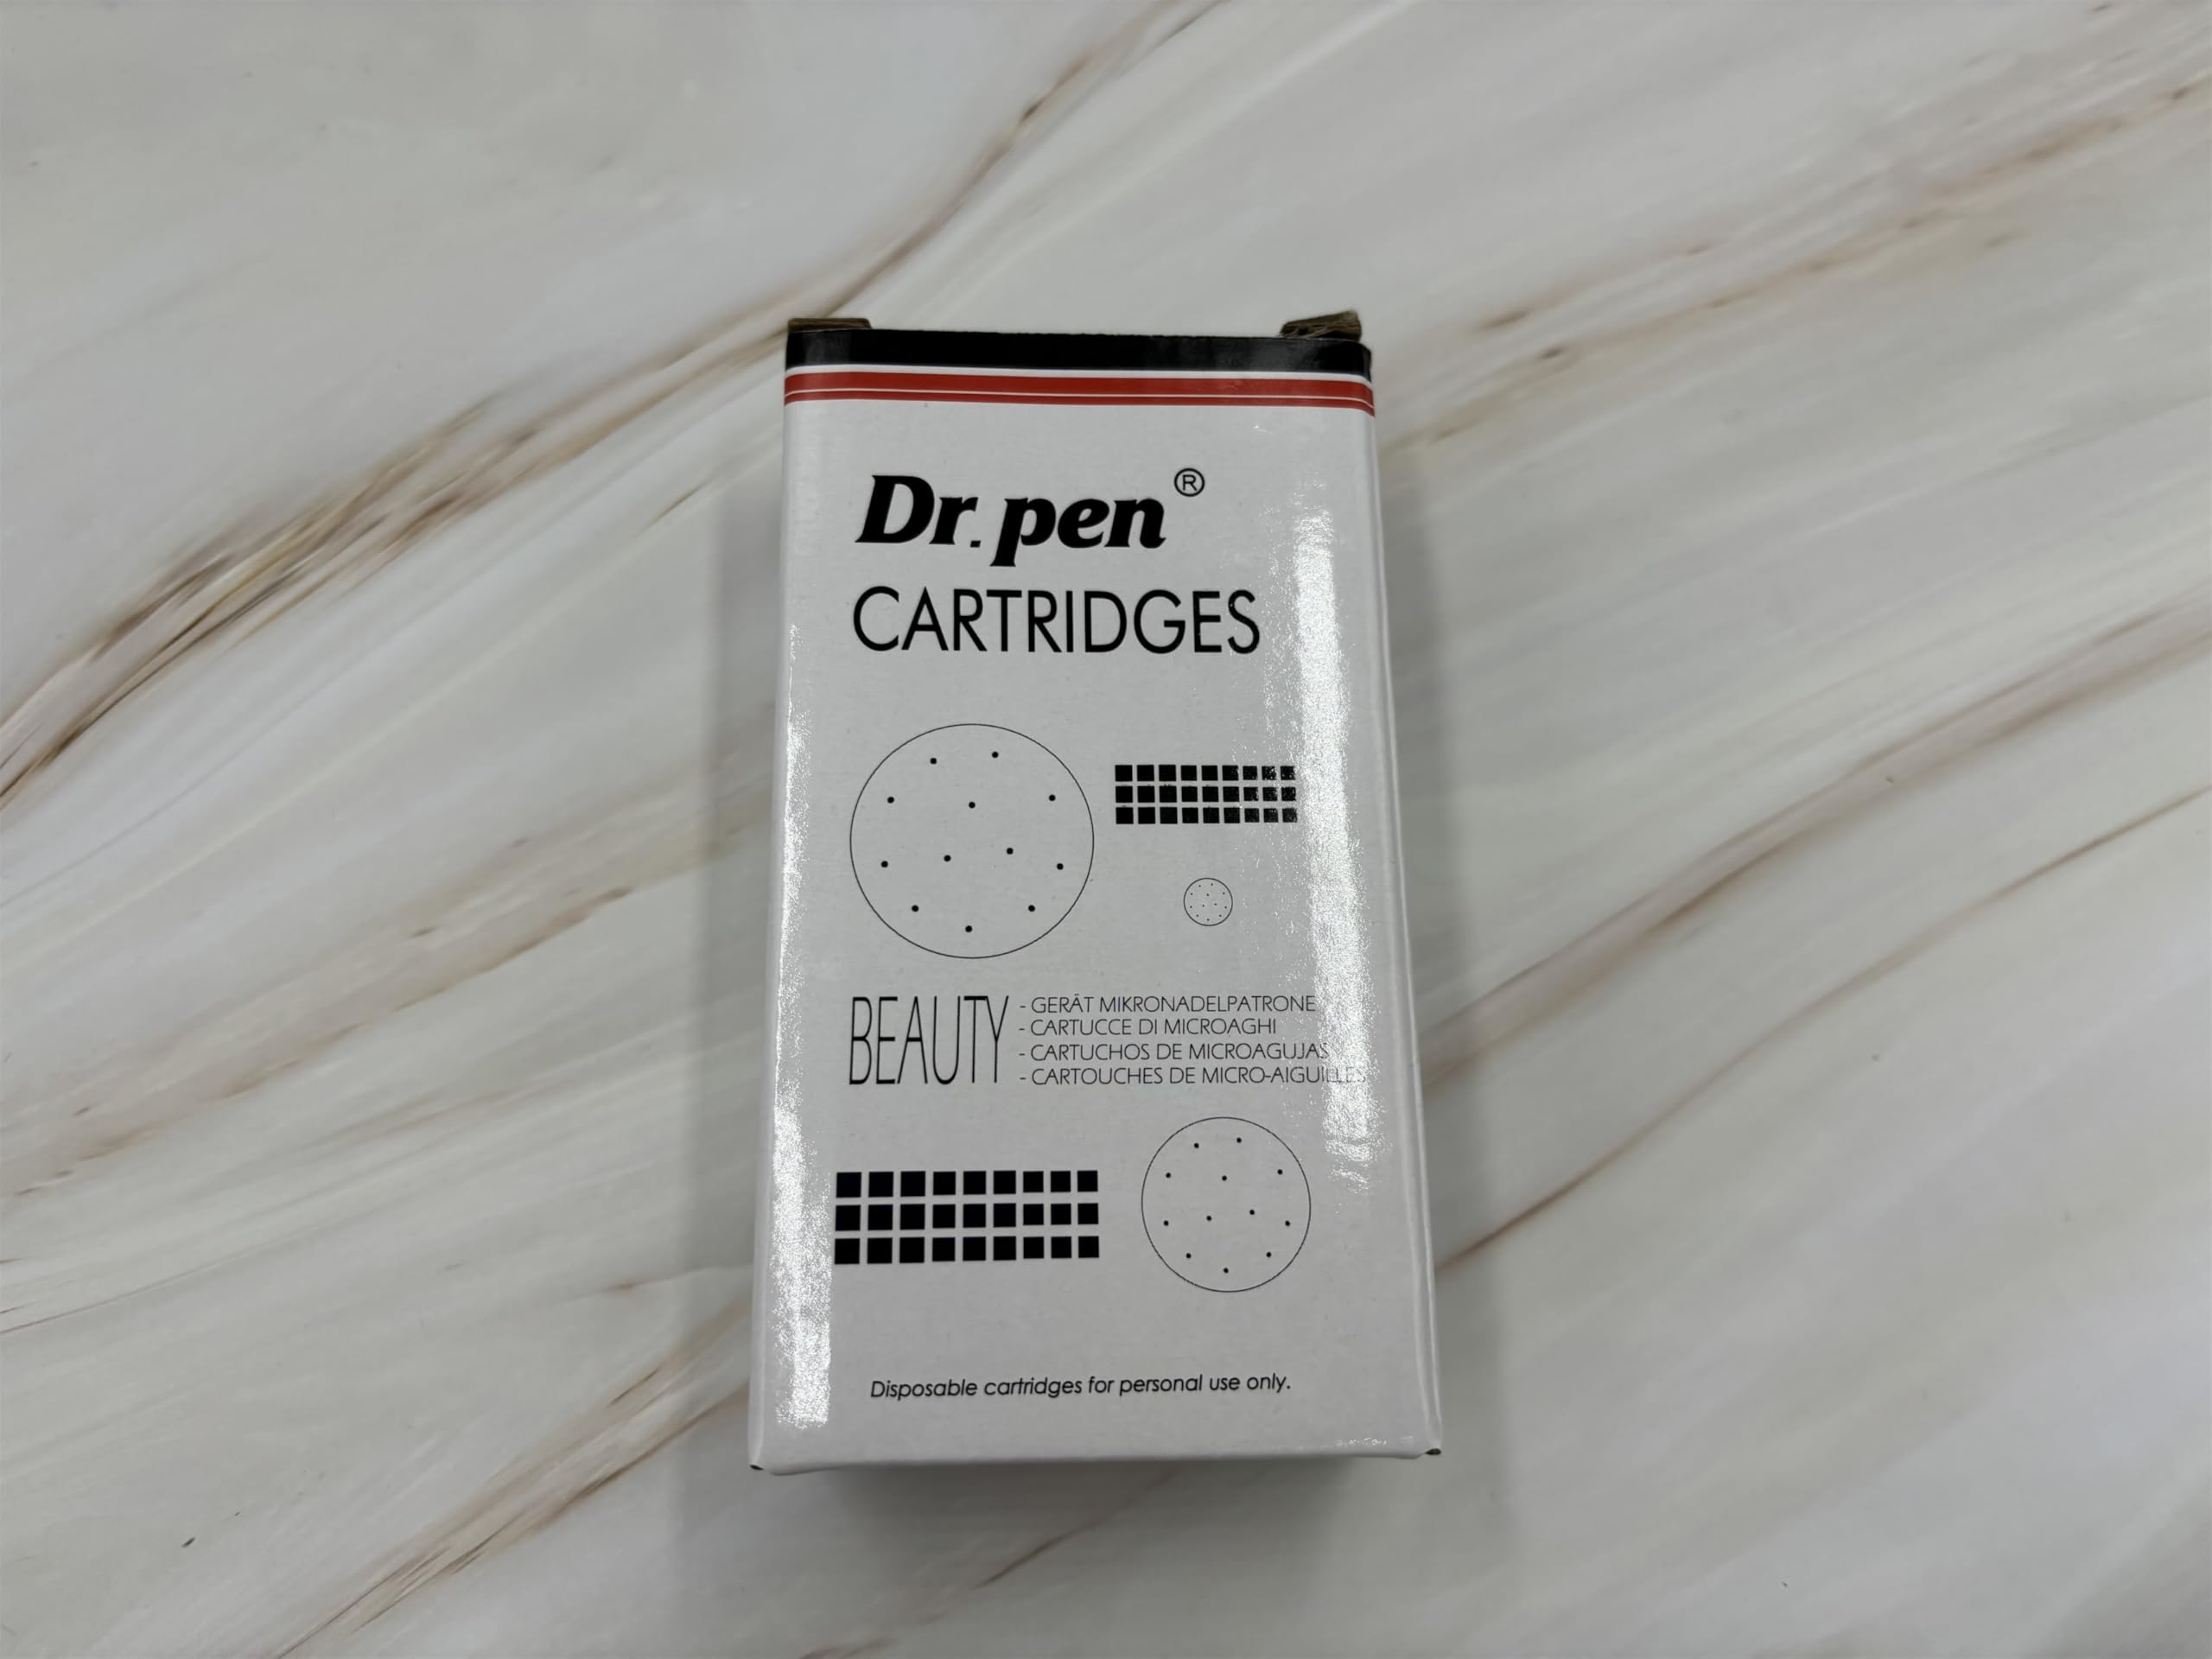 Dr. pen®
CARTRIDGES
BEAUTY
- GERÄT MIKRONADELPATRONE
- CARTUCCE DI MICROAGHI
- CARTUCHOS DE MICROAGUJAS
- CARTOUCHES DE MICRO-AIGUILLES
Disposable cartridges for personal use only.